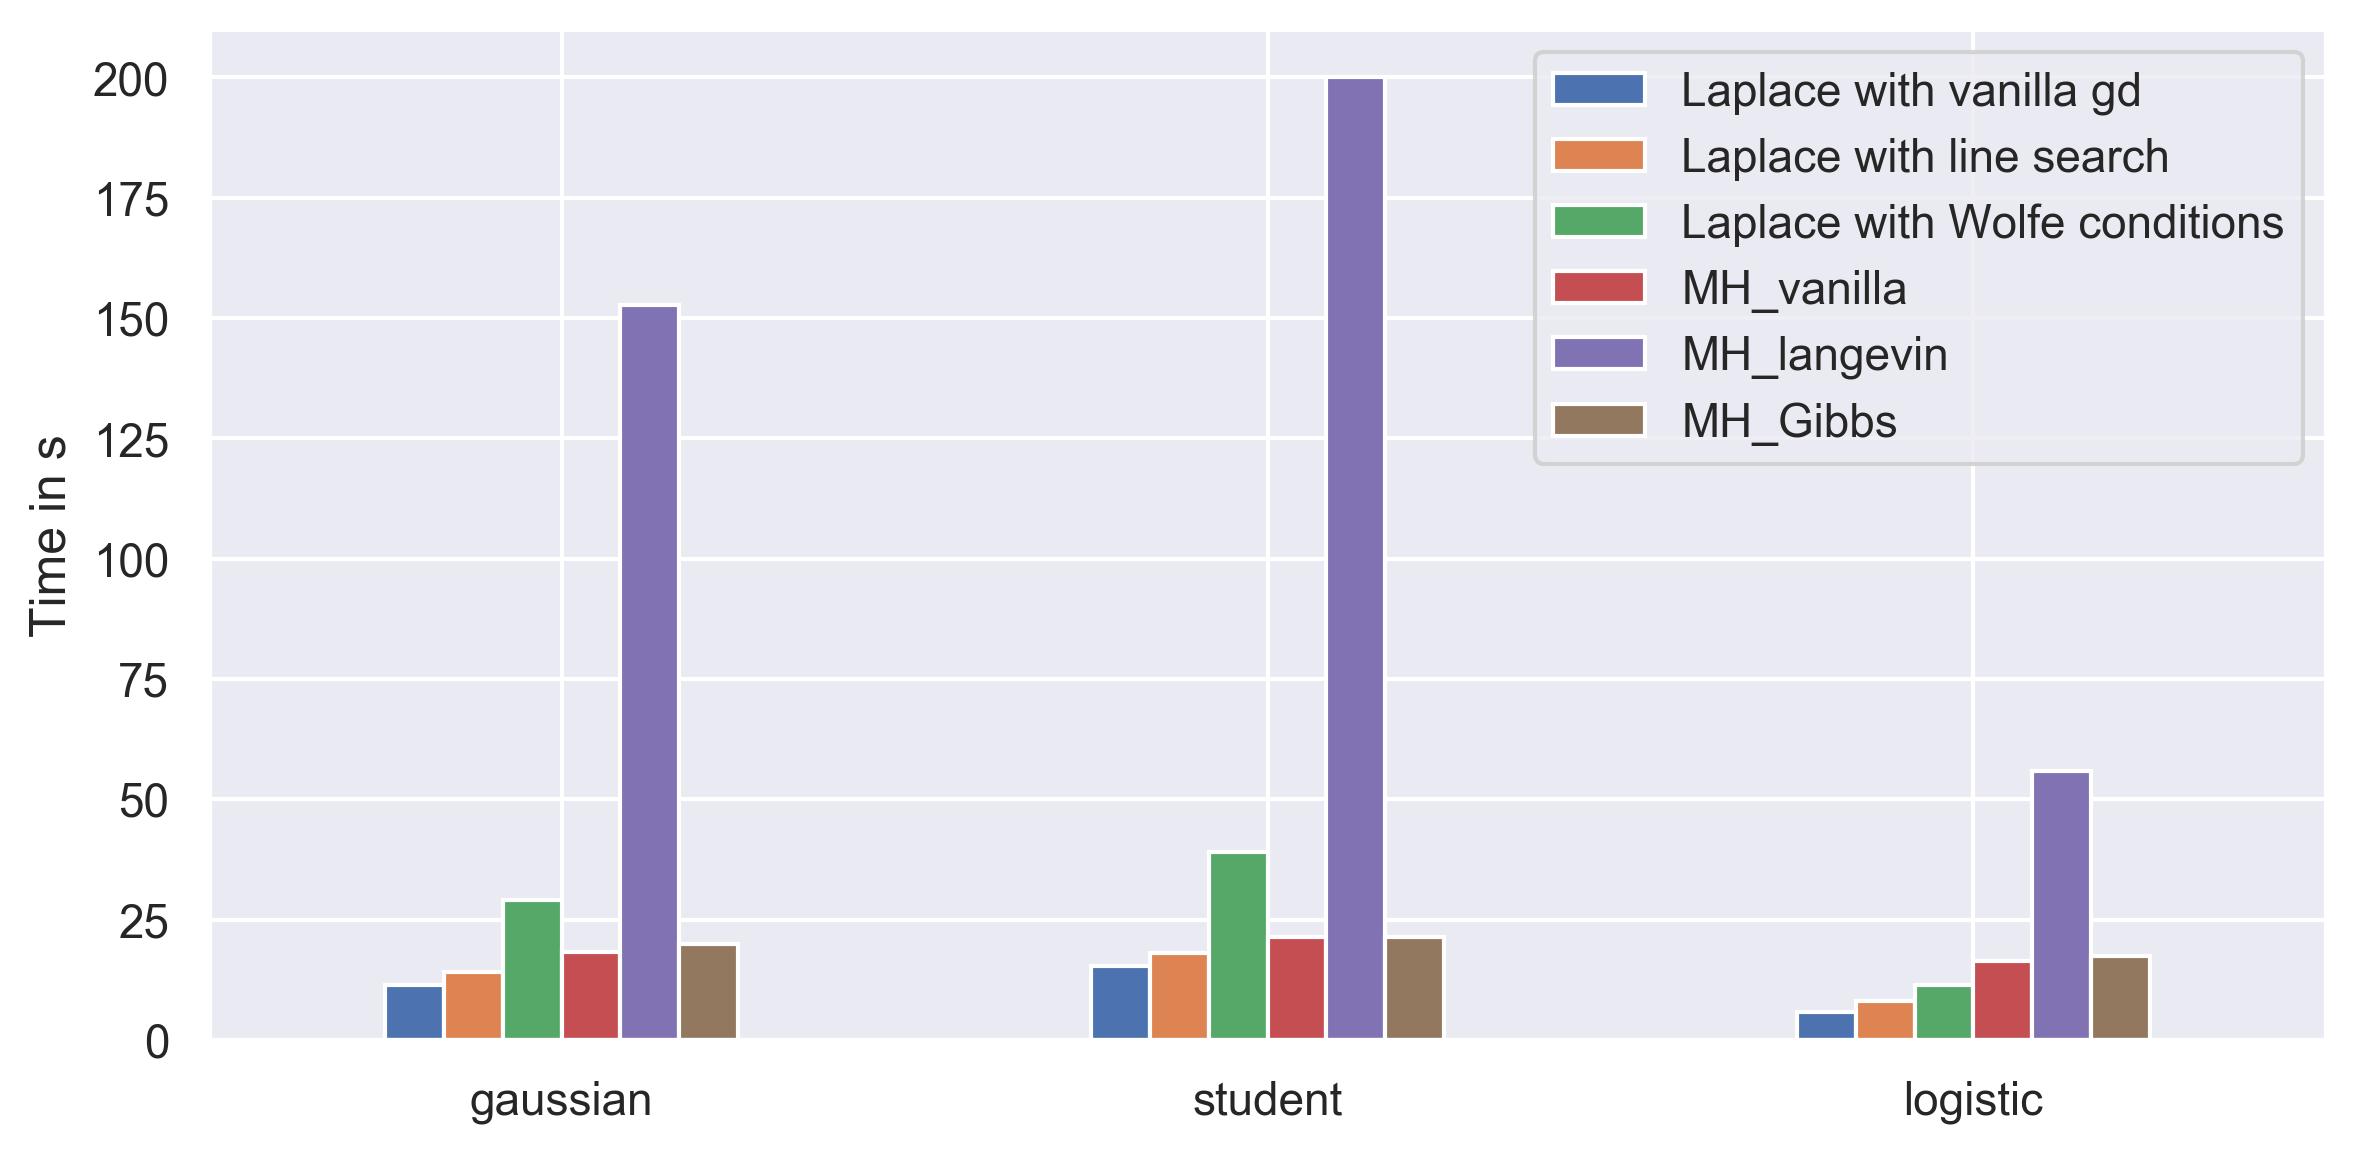 Time in s
200
175
150
125
100
75
50
25
0
gaussian
student
logistic
Laplace with vanilla gd
Laplace with line search
Laplace with Wolfe conditions
MH_vanilla
MH_langevin
MH_Gibbs